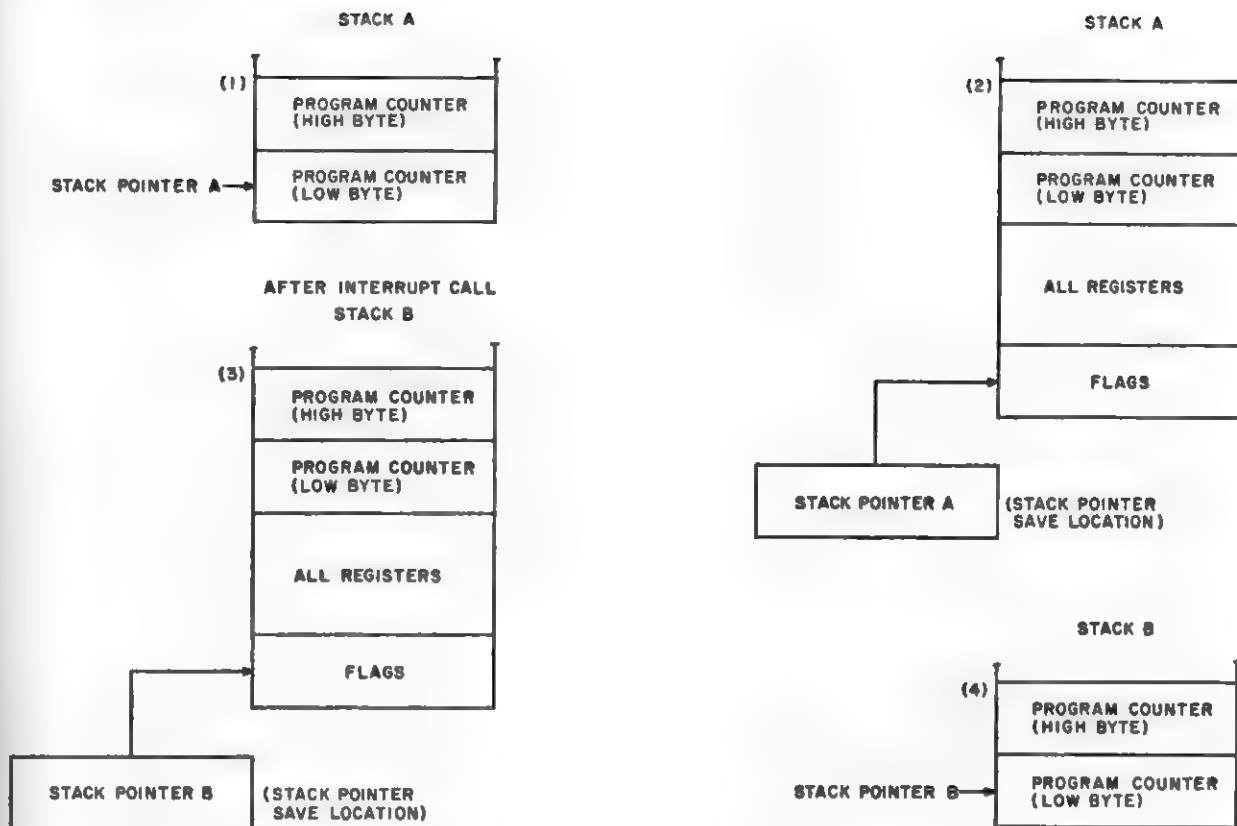 STACK A
(1)
PROGRAM COUNTER
(HIGH BYTE)
STACK POINTER A
PROGRAM COUNTER
(LOW BYTE)
AFTER INTERRUPT CALL
STACK B
(3)
PROGRAM COUNTER
(HIGH BYTE)
PROGRAM COUNTER
(LOW BYTE)
ALL REGISTERS
FLAGS
STACK POINTER B
(STACK POINTER
SAVE LOCATION)
STACK A
(2)
PROGRAM COUNTER
(HIGH BYTE)
PROGRAM COUNTER
(LOW BYTE)
ALL REGISTERS
FLAGS
STACK POINTER A
(STACK POINTER
SAVE LOCATION)
STACK B
(4)
PROGRAM COUNTER
(HIGH BYTE)
STACK POINTER B
PROGRAM COUNTER
(LOW BYTE)